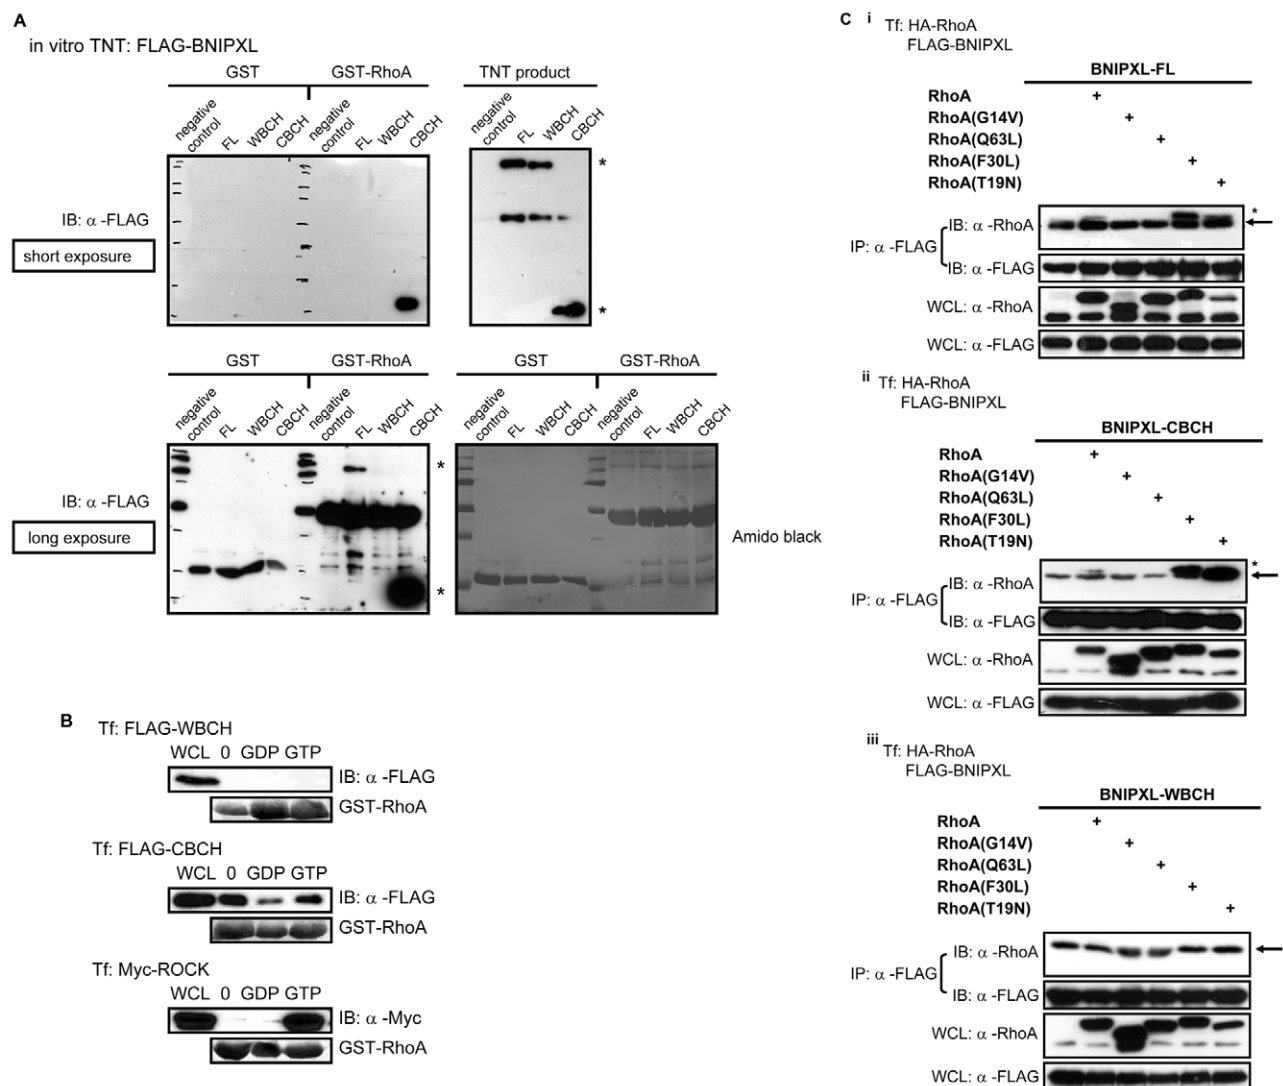 A
in vitro TNT: FLAG-BNIPXL
GST GST-RhoA TNT product
negative control FL WBCH CBCH negative control FL WBCH CBCH negative control FL WBCH CBCH
*
IB: α -FLAG
short exposure
*
GST GST-RhoA GST GST-RhoA
negative control FL WBCH CBCH negative control FL WBCH CBCH negative control FL WBCH CBCH negative control FL WBCH CBCH
*
IB: α -FLAG
long exposure
Amido black
*
B
Tf: FLAG-WBCH
WCL 0 GDP GTP
IB: α -FLAG
GST-RhoA
Tf: FLAG-CBCH
WCL 0 GDP GTP
IB: α -FLAG
GST-RhoA
Tf: Myc-ROCK
WCL 0 GDP GTP
IB: α -Myc
GST-RhoA
C i
Tf: HA-RhoA
FLAG-BNIPXL
BNIPXL-FL
RhoA +
RhoA(G14V) +
RhoA(Q63L) +
RhoA(F30L) +
RhoA(T19N) +
*
IB: α -RhoA
IP: α -FLAG
IB: α -FLAG
WCL: α -RhoA
WCL: α -FLAG
ii
Tf: HA-RhoA
FLAG-BNIPXL
BNIPXL-CBCH
RhoA +
RhoA(G14V) +
RhoA(Q63L) +
RhoA(F30L) +
RhoA(T19N) +
*
IB: α -RhoA
IP: α -FLAG
IB: α -FLAG
WCL: α -RhoA
WCL: α -FLAG
iii
Tf: HA-RhoA
FLAG-BNIPXL
BNIPXL-WBCH
RhoA +
RhoA(G14V) +
RhoA(Q63L) +
RhoA(F30L) +
RhoA(T19N) +
IB: α -RhoA
IP: α -FLAG
IB: α -FLAG
WCL: α -RhoA
WCL: α -FLAG